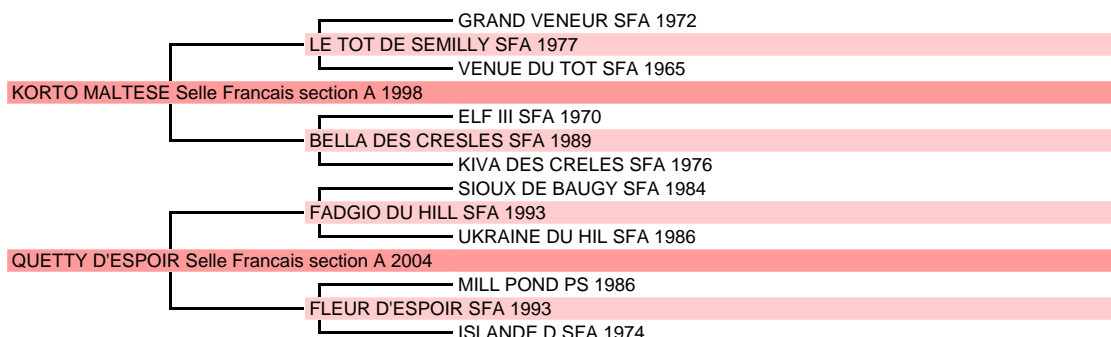 GRAND VENEUR SFA 1972
LE TOT DE SEMILLY SFA 1977
VENUE DU TOT SFA 1965
KORTO MALTESE Selle Francais section A 1998
ELF III SFA 1970
BELLA DES CRESLES SFA 1989
KIVA DES CRELES SFA 1976
SIOUX DE BAUGY SFA 1984
FADGIO DU HILL SFA 1993
UKRAINE DU HIL SFA 1986
QUETTY D'ESPOIR Selle Francais section A 2004
MILL POND PS 1986
FLEUR D'ESPOIR SFA 1993
ISLANDE D SFA 1974